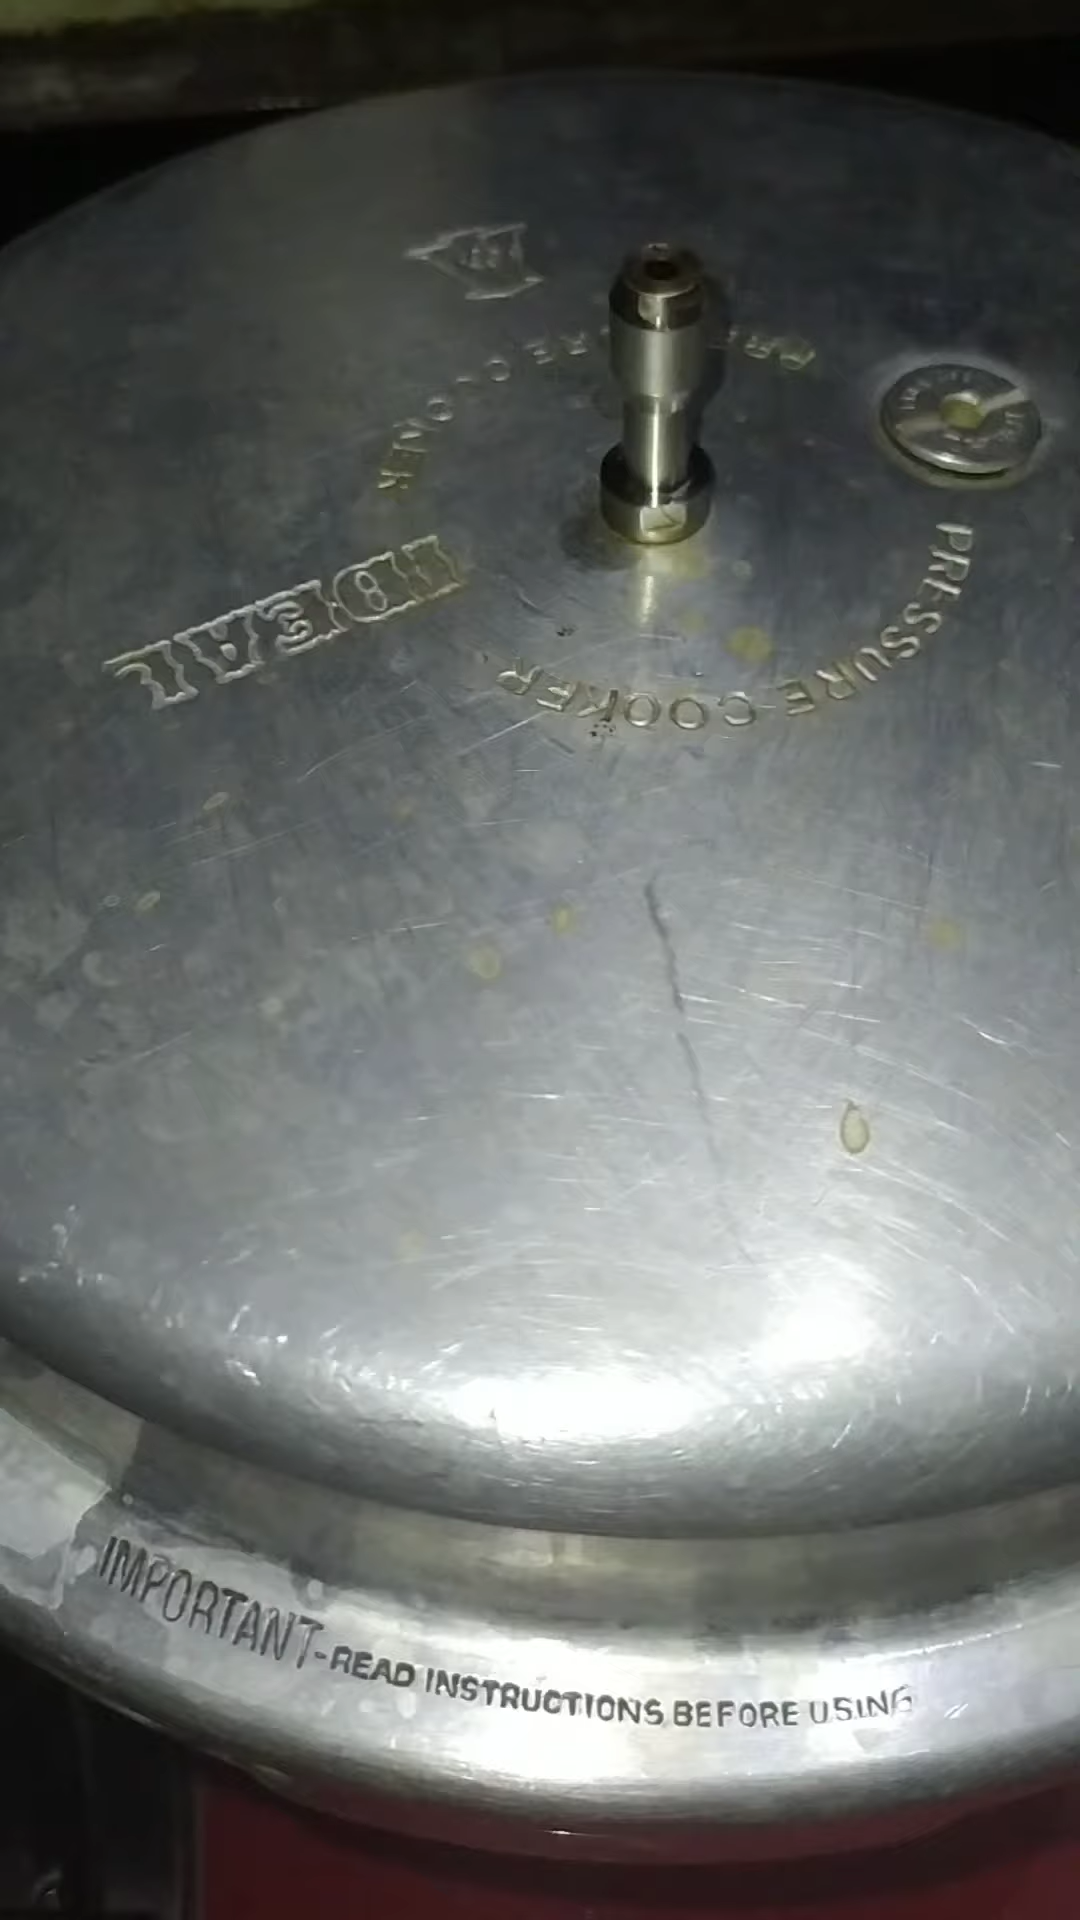 IDEAL
PRESSURE COOKER
PRESSURE COOKER
IMPORTANT-READ INSTRUCTIONS BEFORE USING